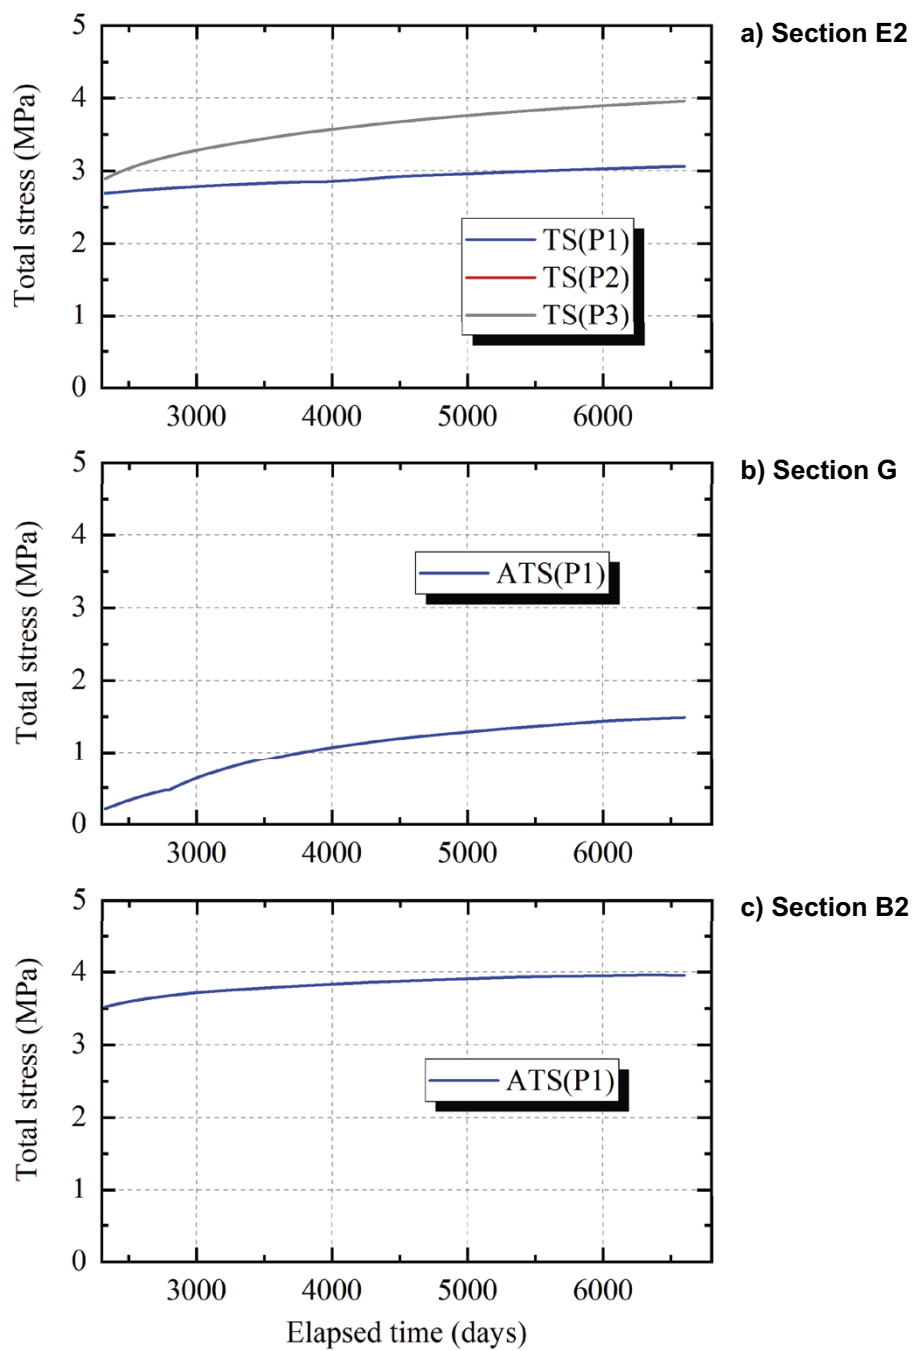 a) Section E2
5
4
3
2
1
0
Total stress (MPa)
TS(P1)
TS(P2)
TS(P3)
3000 4000 5000 6000
b) Section G
5
4
3
2
1
0
Total stress (MPa)
ATS(P1)
3000 4000 5000 6000
c) Section B2
5
4
3
2
1
0
Total stress (MPa)
ATS(P1)
3000 4000 5000 6000
Elapsed time (days)